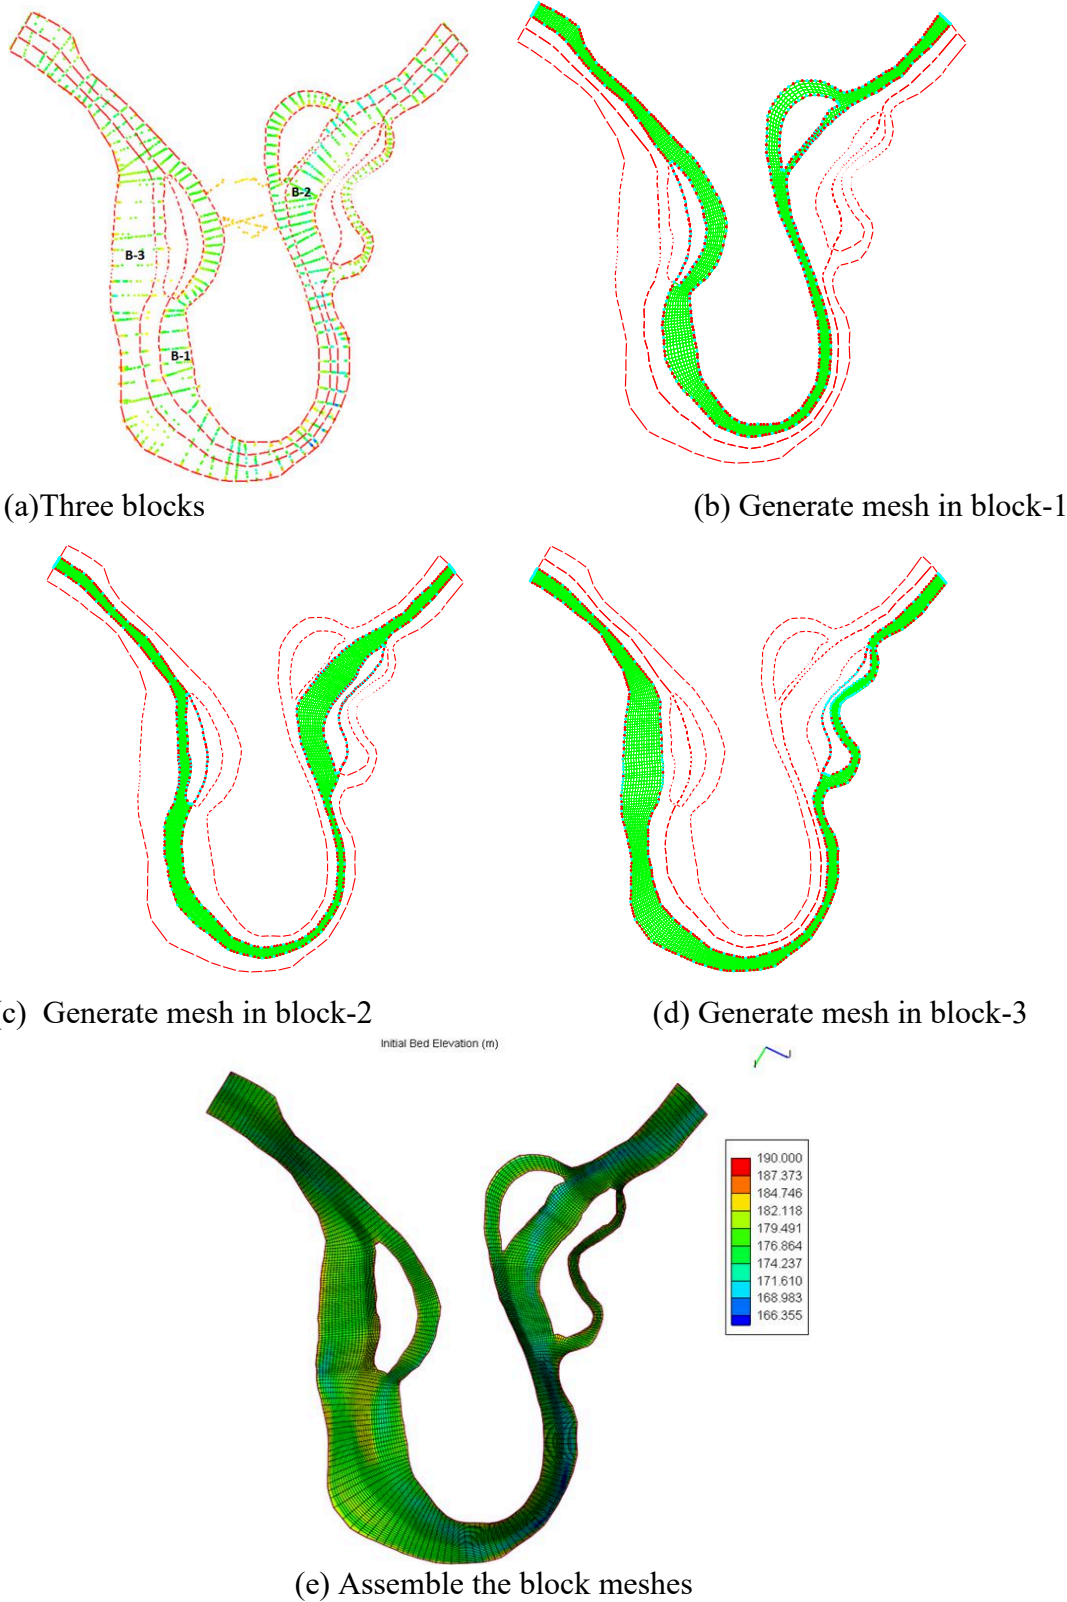 B-2
B-3
B-1
(a)Three blocks
(b) Generate mesh in block-1
(c) Generate mesh in block-2
(d) Generate mesh in block-3
Initial Bed Elevation (m)
190.000
187.373
184.746
182.118
179.491
176.864
174.237
171.610
168.983
166.355
(e) Assemble the block meshes